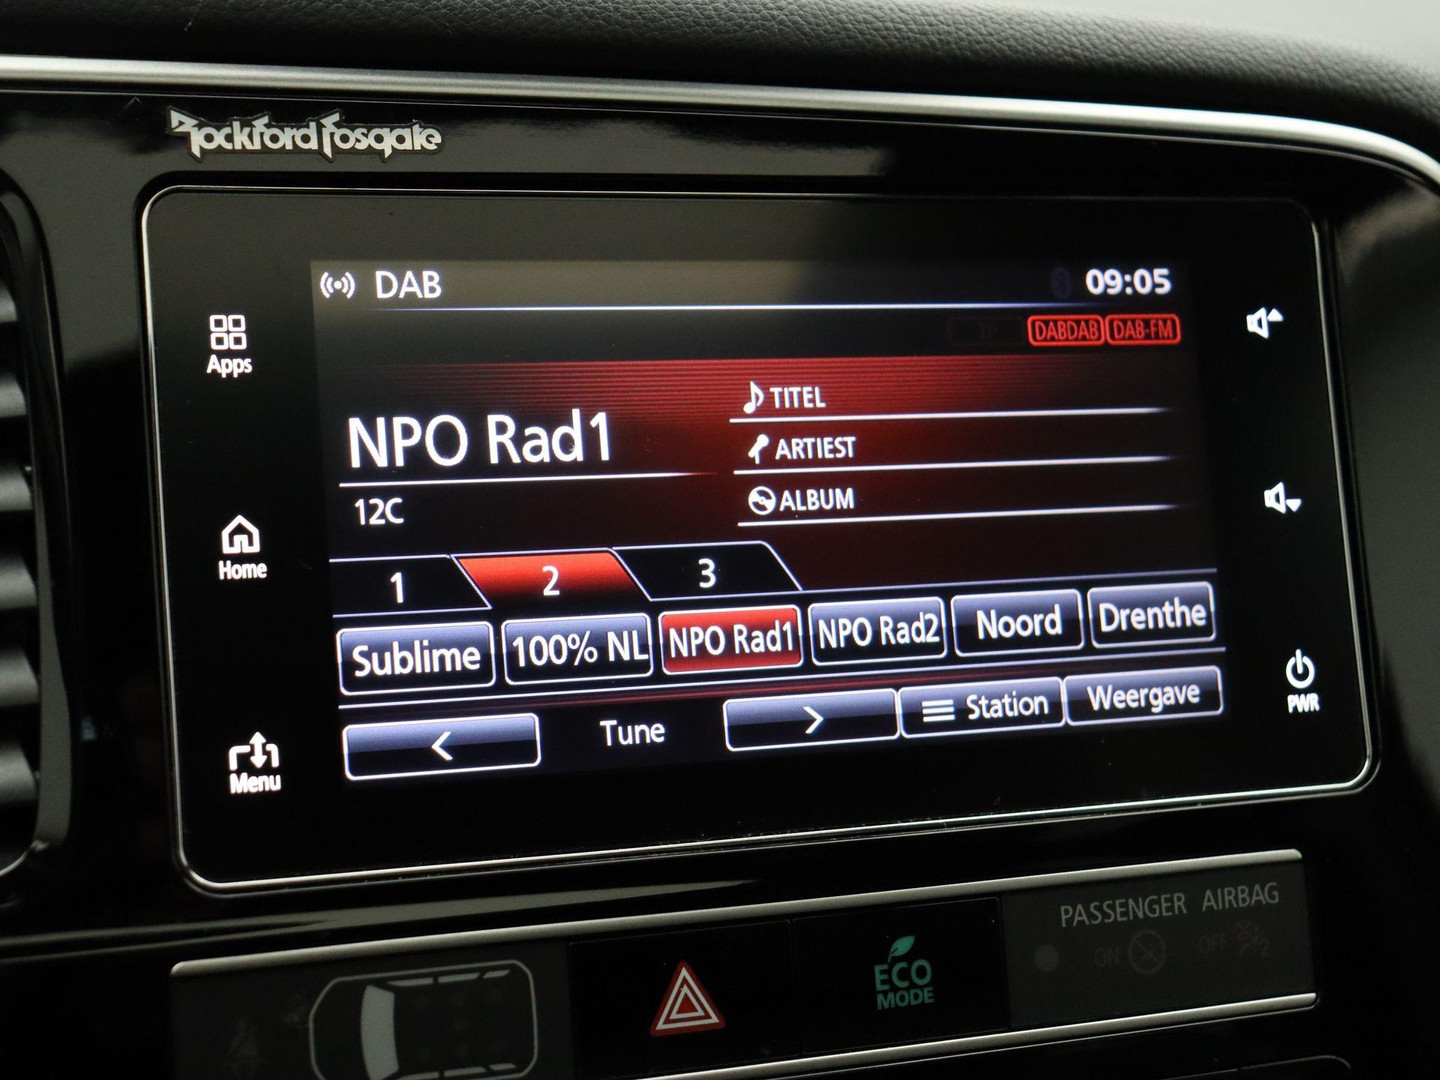 Rockford Fosgate
DAB
09:05
DABDAB DAB-FM
Apps
TITEL
NPO Rad1
ARTIEST
12C
ALBUM
Home
1 2 3
Sublime 100% NL NPO Rad1 NPO Rad2 Noord Drenthe
< Tune > Station Weergave
PWR
Menu
PASSENGER AIRBAG
ON OFF
ECO
MODE